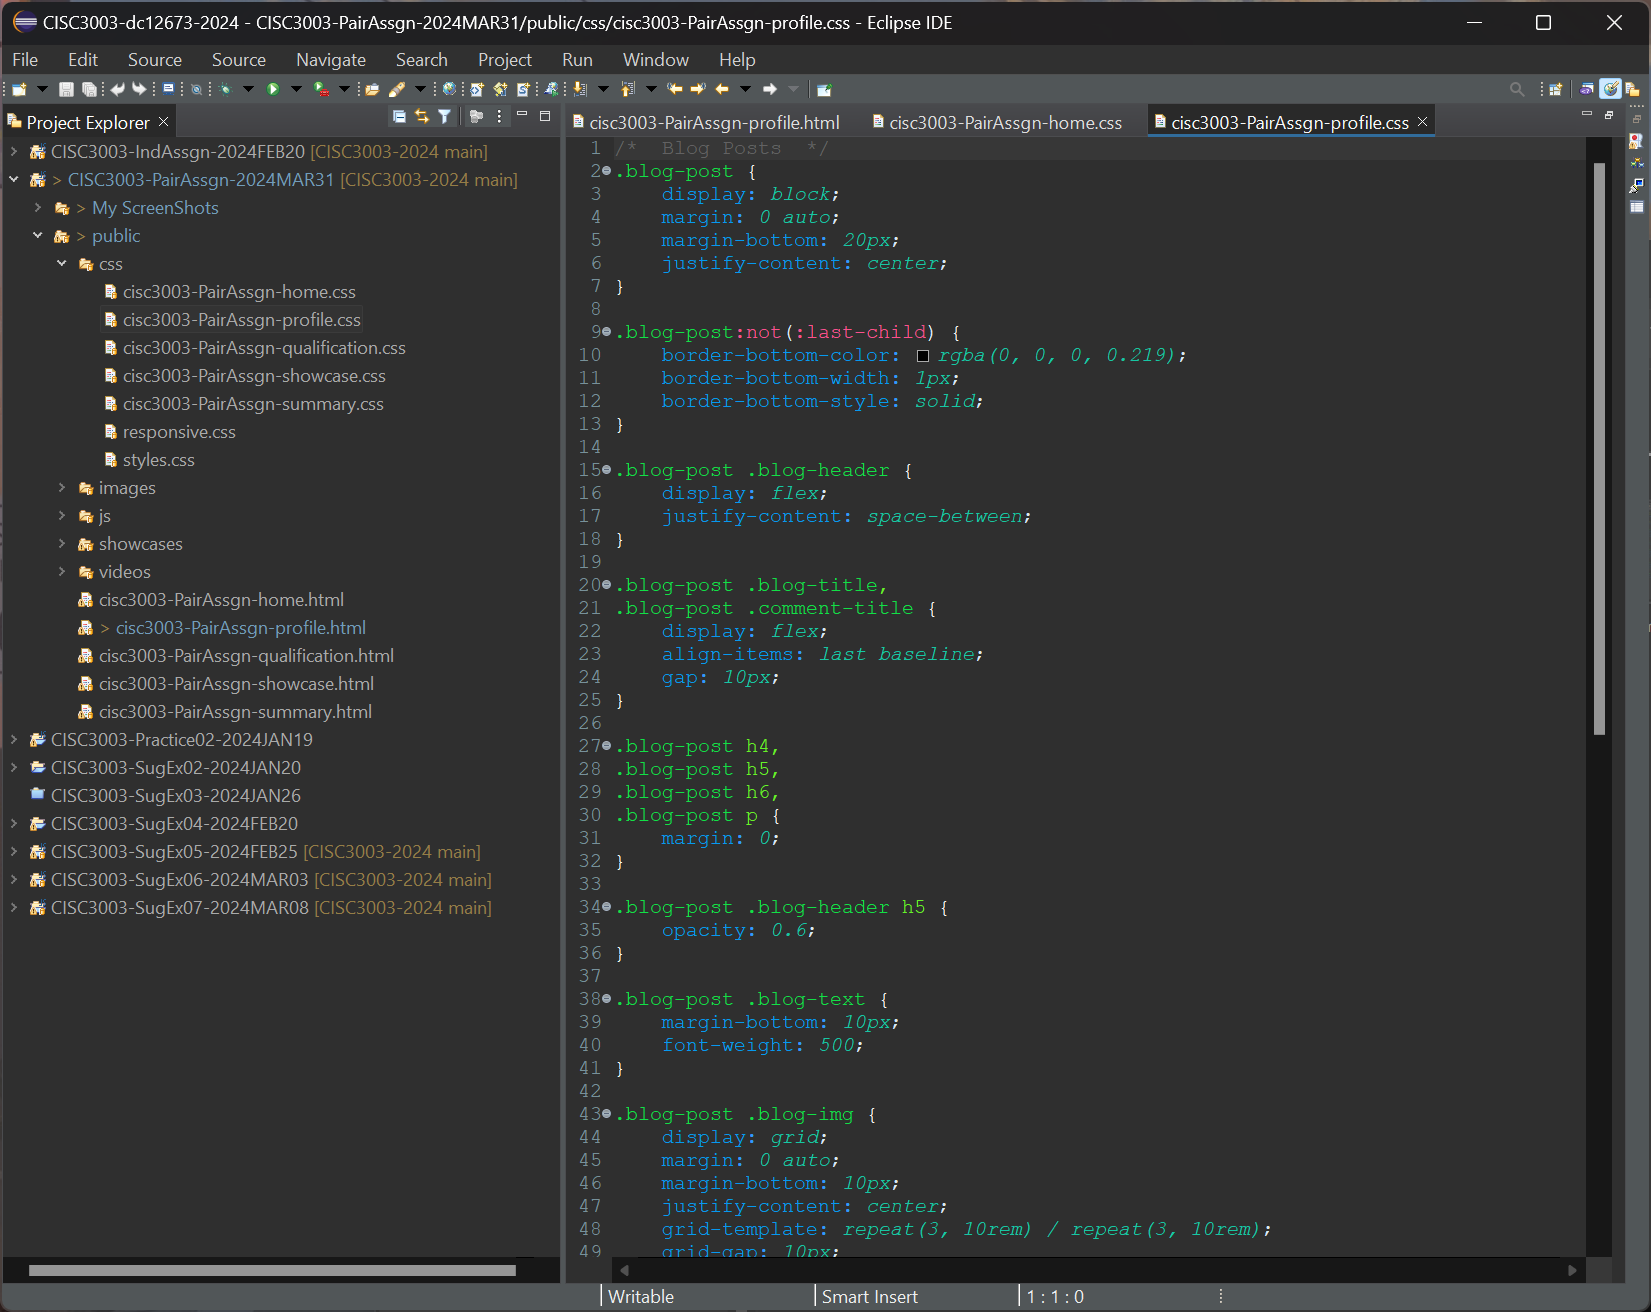 CISC3003-dc12673-2024 - CISC3003-PairAssgn-2024MAR31/public/css/cisc3003-PairAssgn-profile.css - Eclipse IDE
File Edit Source Source Navigate Search Project Run Window Help
Project Explorer
CISC3003-IndAssgn-2024FEB20 [CISC3003-2024 main]
> CISC3003-PairAssgn-2024MAR31 [CISC3003-2024 main]
> My ScreenShots
> public
css
cisc3003-PairAssgn-home.css
cisc3003-PairAssgn-profile.css
cisc3003-PairAssgn-qualification.css
cisc3003-PairAssgn-showcase.css
cisc3003-PairAssgn-summary.css
responsive.css
styles.css
images
js
showcases
videos
cisc3003-PairAssgn-home.html
> cisc3003-PairAssgn-profile.html
cisc3003-PairAssgn-qualification.html
cisc3003-PairAssgn-showcase.html
cisc3003-PairAssgn-summary.html
CISC3003-Practice02-2024JAN19
CISC3003-SugEx02-2024JAN20
CISC3003-SugEx03-2024JAN26
CISC3003-SugEx04-2024FEB20
CISC3003-SugEx05-2024FEB25 [CISC3003-2024 main]
CISC3003-SugEx06-2024MAR03 [CISC3003-2024 main]
CISC3003-SugEx07-2024MAR08 [CISC3003-2024 main]
cisc3003-PairAssgn-profile.html cisc3003-PairAssgn-home.css cisc3003-PairAssgn-profile.css
1 /*  Blog Posts  */
2 .blog-post {
3     display: block;
4     margin: 0 auto;
5     margin-bottom: 20px;
6     justify-content: center;
7 }
8
9 .blog-post:not(:last-child) {
10     border-bottom-color: rgba(0, 0, 0, 0.219);
11     border-bottom-width: 1px;
12     border-bottom-style: solid;
13 }
14
15 .blog-post .blog-header {
16     display: flex;
17     justify-content: space-between;
18 }
19
20 .blog-post .blog-title,
21 .blog-post .comment-title {
22     display: flex;
23     align-items: last baseline;
24     gap: 10px;
25 }
26
27 .blog-post h4,
28 .blog-post h5,
29 .blog-post h6,
30 .blog-post p {
31     margin: 0;
32 }
33
34 .blog-post .blog-header h5 {
35     opacity: 0.6;
36 }
37
38 .blog-post .blog-text {
39     margin-bottom: 10px;
40     font-weight: 500;
41 }
42
43 .blog-post .blog-img {
44     display: grid;
45     margin: 0 auto;
46     margin-bottom: 10px;
47     justify-content: center;
48     grid-template: repeat(3, 10rem) / repeat(3, 10rem);
49     grid-gap: 10px;
Writable Smart Insert 1 : 1 : 0